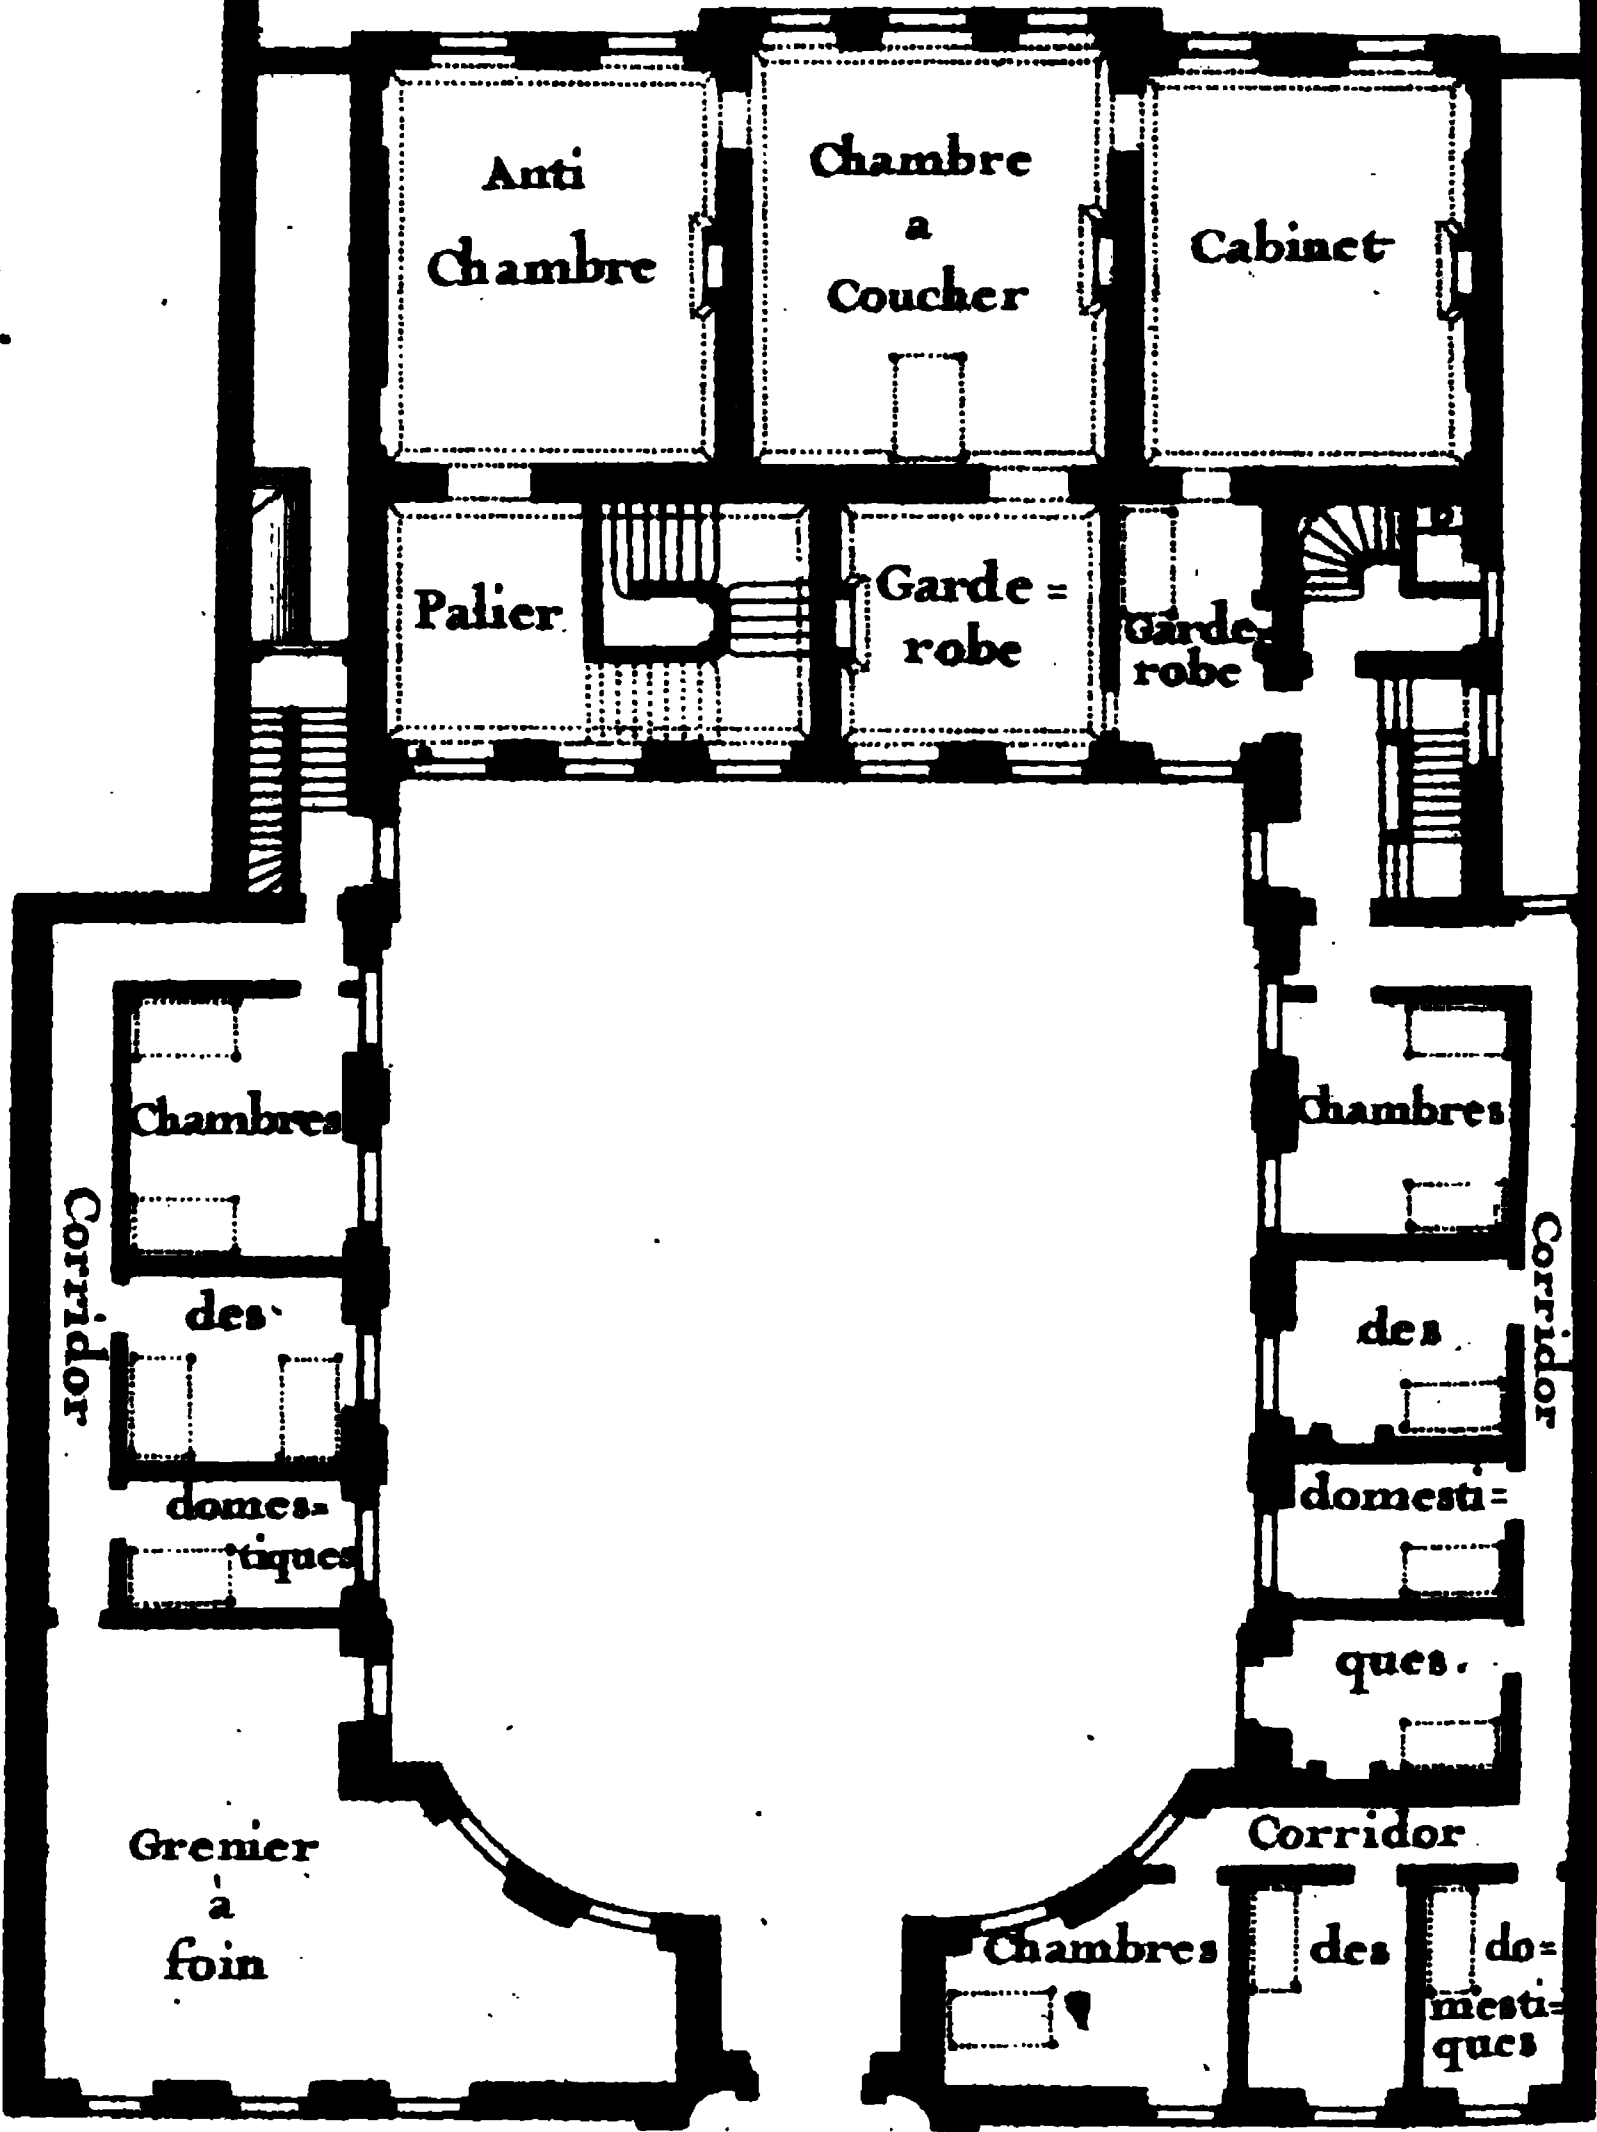 Anti
Chambre
Chambre
a
Coucher
Cabinet
Palier
Garde=
robe
Garde=
robe
Chambres
des
domes=
tiques
Corridor
Chambres
des
domesti=
ques.
Corridor
Grenier
à
foin
Corridor
Chambres
des
do=
mesti=
ques